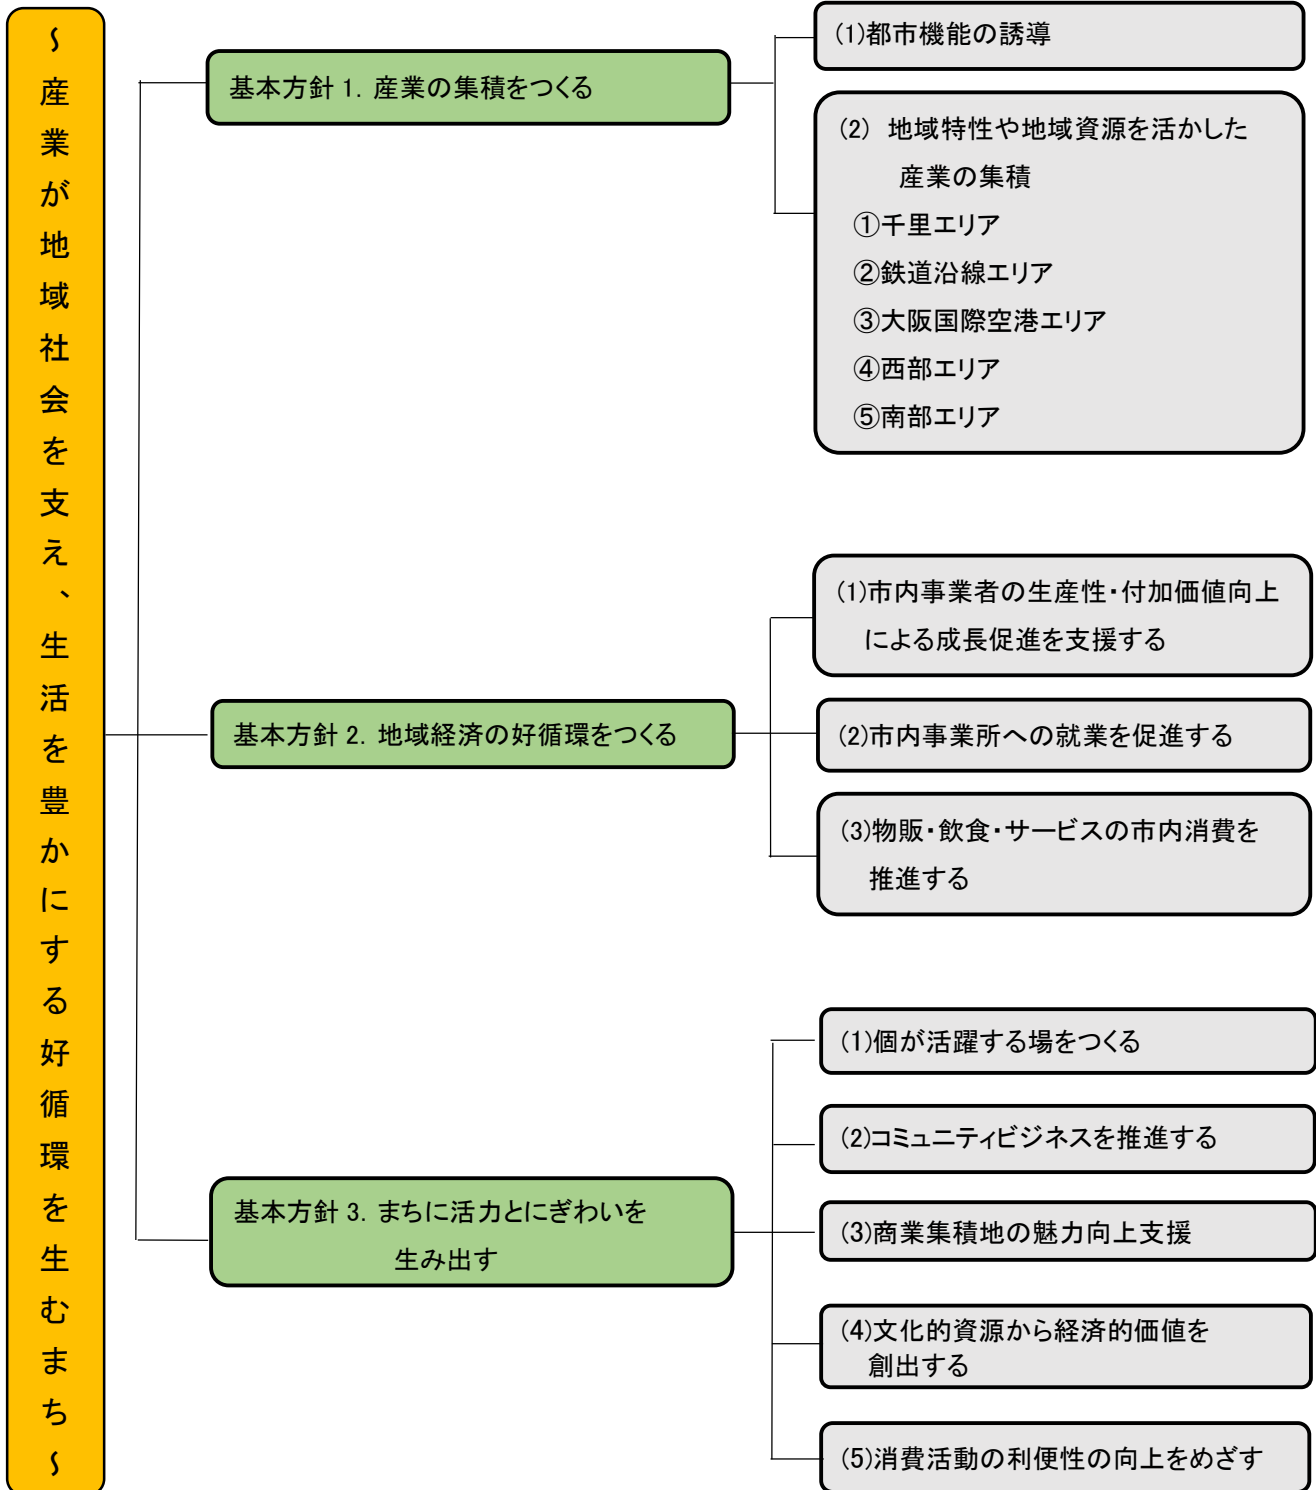 ～産業が地域社会を支え、生活を豊かにする好循環を生むまち～
基本方針 1. 産業の集積をつくる
(1)都市機能の誘導
(2) 地域特性や地域資源を活かした
産業の集積
①千里エリア
②鉄道沿線エリア
③大阪国際空港エリア
④西部エリア
⑤南部エリア
基本方針 2. 地域経済の好循環をつくる
(1)市内事業者の生産性・付加価値向上
による成長促進を支援する
(2)市内事業所への就業を促進する
(3)物販・飲食・サービスの市内消費を
推進する
基本方針 3. まちに活力とにぎわいを
生み出す
(1)個が活躍する場をつくる
(2)コミュニティビジネスを推進する
(3)商業集積地の魅力向上支援
(4)文化的資源から経済的価値を
創出する
(5)消費活動の利便性の向上をめざす